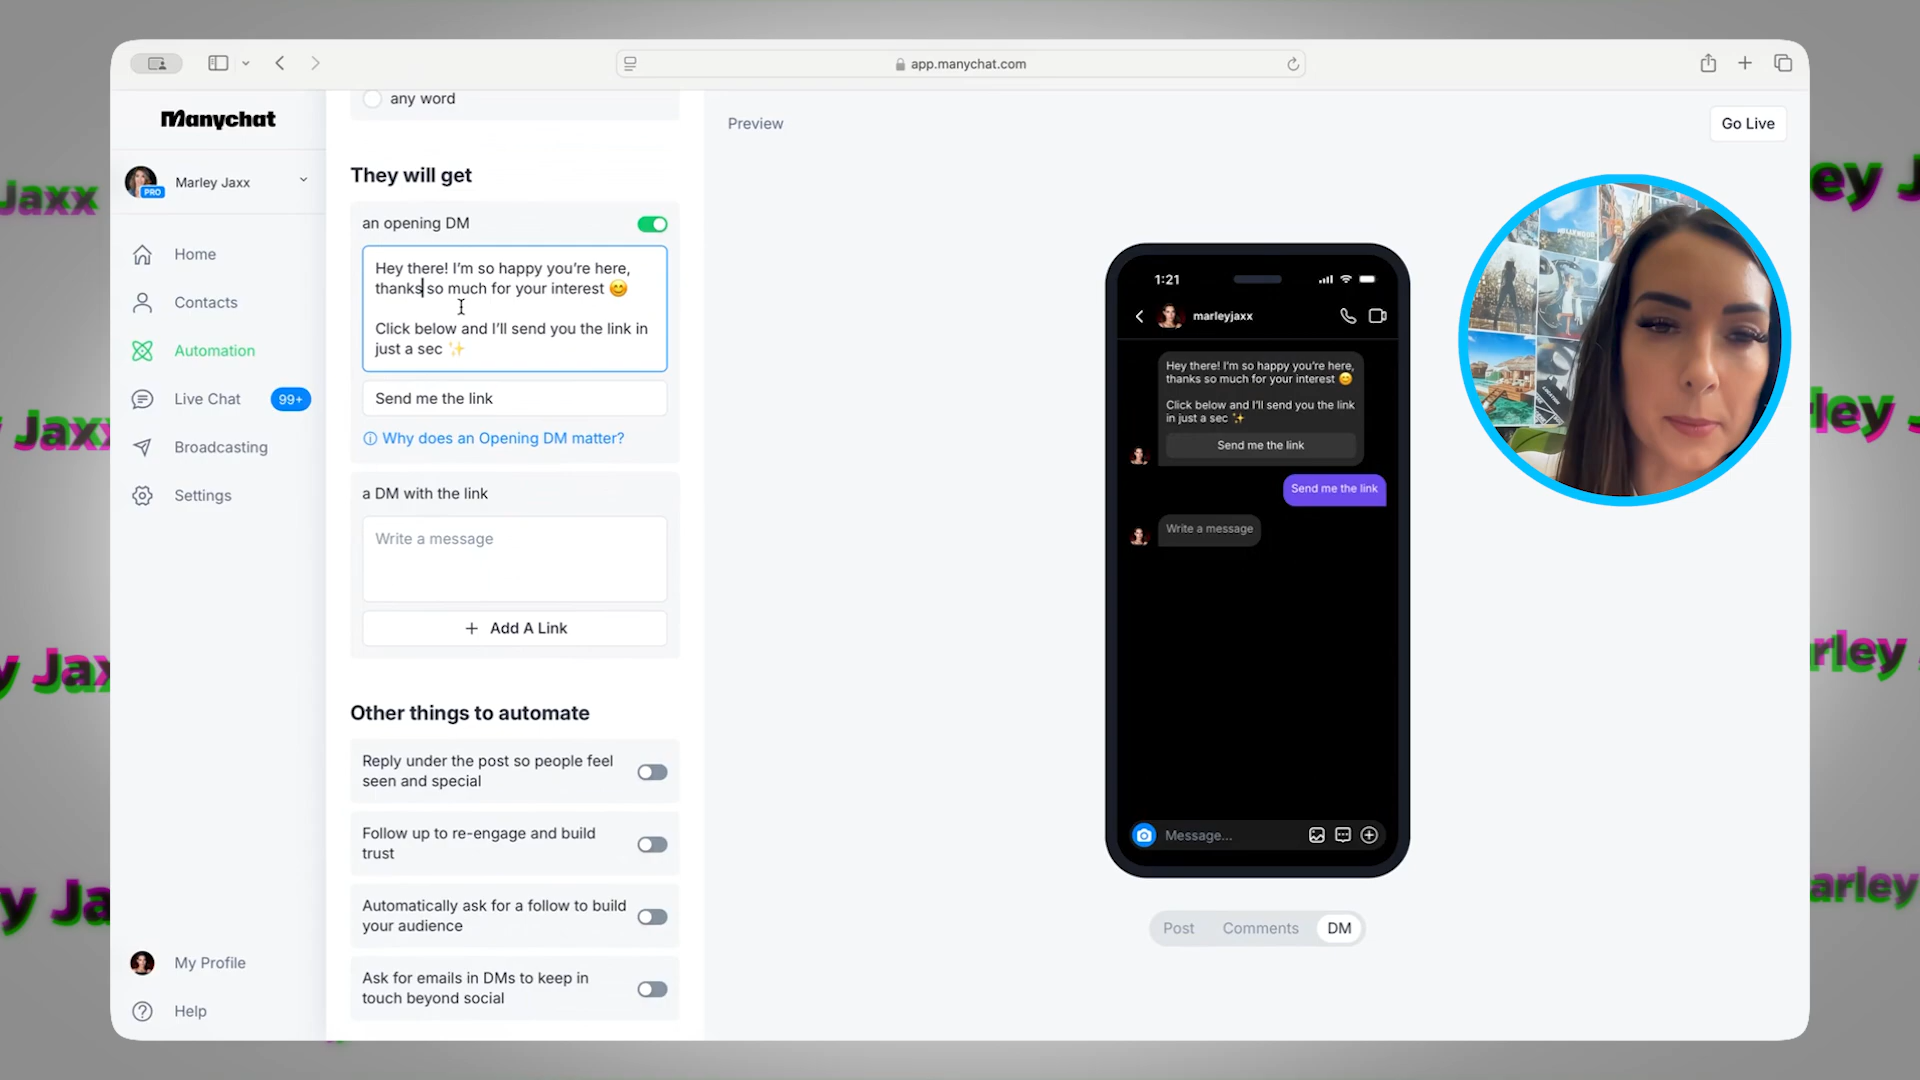 app.manychat.com
Manychat
Marley Jaxx
PRO
Home
Contacts
Automation
Live Chat
99+
Broadcasting
Settings
My Profile
Help
any word
They will get
an opening DM
Hey there! I'm so happy you're here,
thanks so much for your interest 😊
Click below and I'll send you the link in
just a sec ✨
Send me the link
Why does an Opening DM matter?
a DM with the link
Write a message
+ Add A Link
Other things to automate
Reply under the post so people feel
seen and special
Follow up to re-engage and build
trust
Automatically ask for a follow to build
your audience
Ask for emails in DMs to keep in
touch beyond social
Preview
Go Live
1:21
marleyjaxx
Hey there! I'm so happy you're here,
thanks so much for your interest 😊
Click below and I'll send you the link
in just a sec ✨
Send me the link
Send me the link
Write a message
Message...
Post
Comments
DM
Jaxx
Jaxx
y Jax
y Ja
ey J
rley
rley
arley